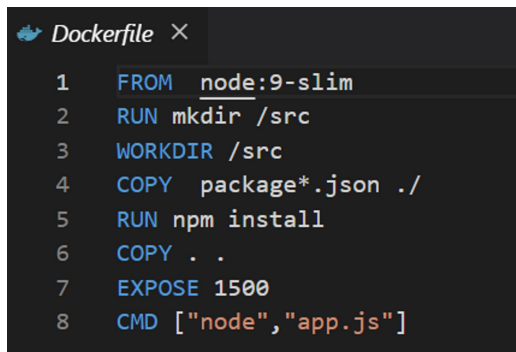 Dockerfile ×
1 FROM  node:9-slim
2 RUN mkdir /src
3 WORKDIR /src
4 COPY  package*.json ./
5 RUN npm install
6 COPY . .
7 EXPOSE 1500
8 CMD ["node","app.js"]